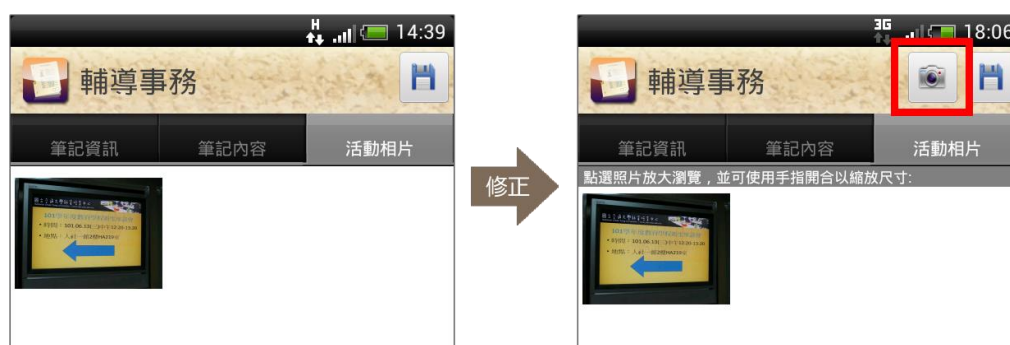 H 14:39
輔導事務
筆記資訊 筆記內容 活動相片
修正
3G 18:06
輔導事務
筆記資訊 筆記內容 活動相片
點選照片放大瀏覽，並可使用手指開合以縮放尺寸: